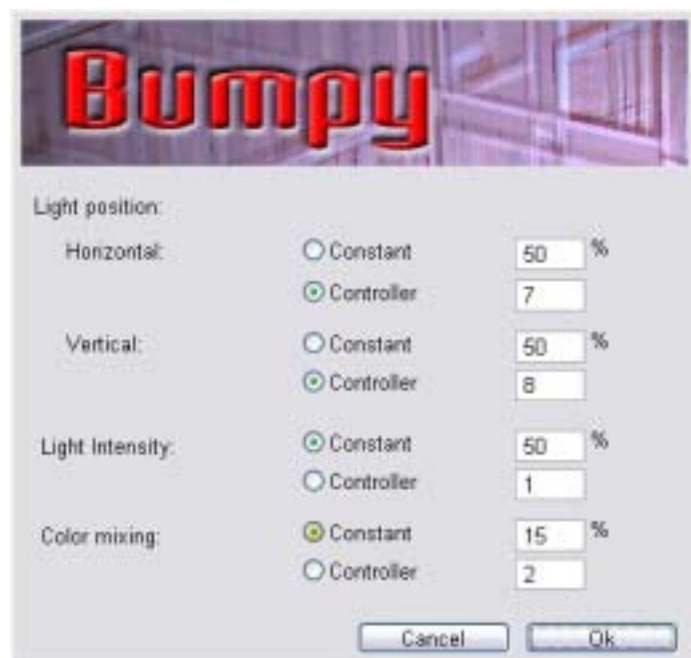 Bumpy
Light position:
Horizontal: Constant 50 %
Controller 7
Vertical: Constant 50 %
Controller 8
Light Intensity: Constant 50 %
Controller 1
Color mixing: Constant 15 %
Controller 2
Cancel Ok